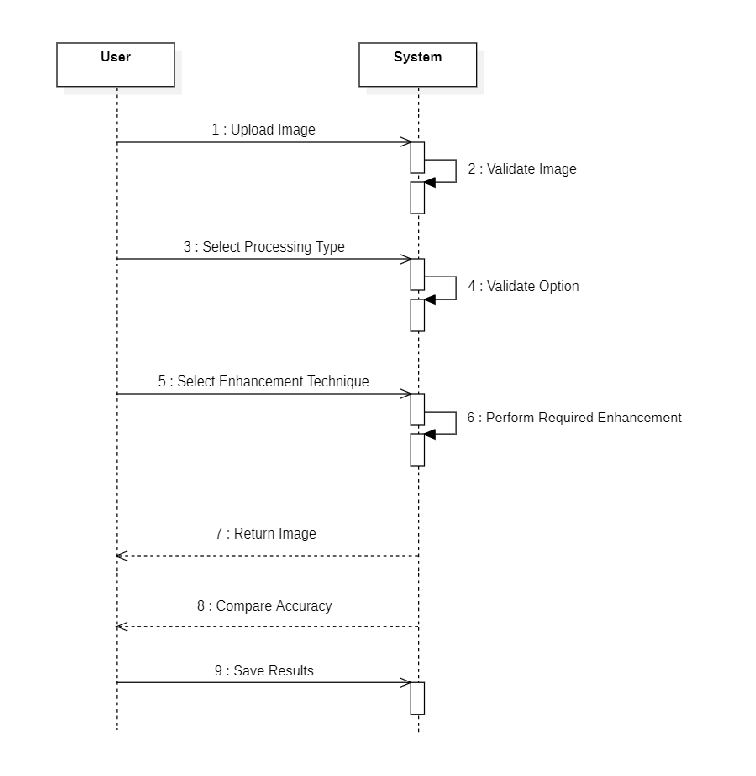 User
System
1 : Upload Image
2 : Validate Image
3 : Select Processing Type
4 : Validate Option
5 : Select Enhancement Technique
6 : Perform Required Enhancement
7 : Return Image
8 : Compare Accuracy
9 : Save Results